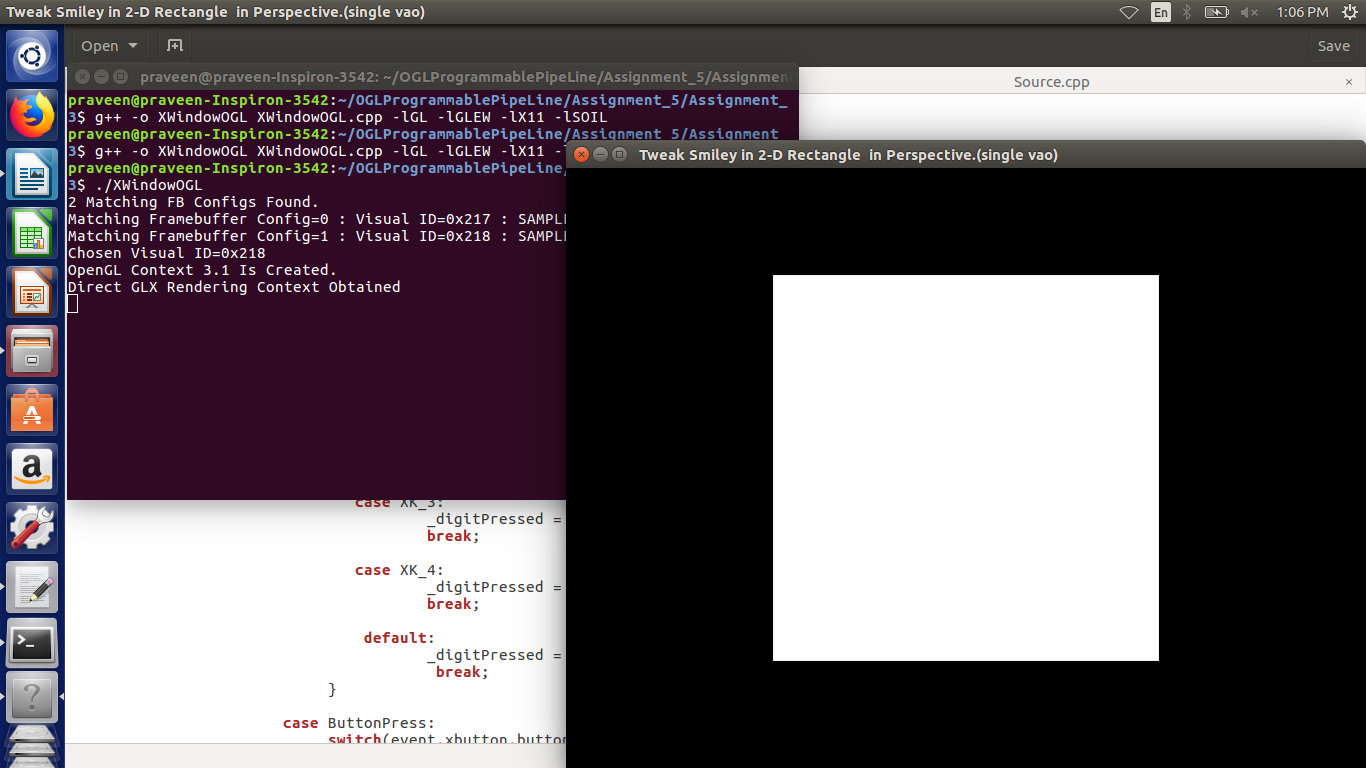 Tweak Smiley in 2-D Rectangle  in Perspective.(single vao)
En
1:06 PM
Open
Save
praveen@praveen-Inspiron-3542: ~/OGLProgrammablePipeLine/Assignment_5/Assignmen
Source.cpp
praveen@praveen-Inspiron-3542:~/OGLProgrammablePipeLine/Assignment_5/Assignment_
3$ g++ -o XWindowOGL XWindowOGL.cpp -lGL -lGLEW -lX11 -lSOIL
praveen@praveen-Inspiron-3542:~/OGLProgrammablePipeLine/Assignment_5/Assignment_
3$ g++ -o XWindowOGL XWindowOGL.cpp -lGL -lGLEW -lX11 -
Tweak Smiley in 2-D Rectangle  in Perspective.(single vao)
praveen@praveen-Inspiron-3542:~/OGLProgrammablePipeLine/
3$ ./XWindowOGL
2 Matching FB Configs Found.
Matching Framebuffer Config=0 : Visual ID=0x217 : SAMPL
Matching Framebuffer Config=1 : Visual ID=0x218 : SAMPL
Chosen Visual ID=0x218
OpenGL Context 3.1 Is Created.
Direct GLX Rendering Context Obtained
case XK_3:
_digitPressed =
break;
case XK_4:
_digitPressed =
break;
default:
_digitPressed =
break;
}
case ButtonPress:
switch(event.xbutton.button